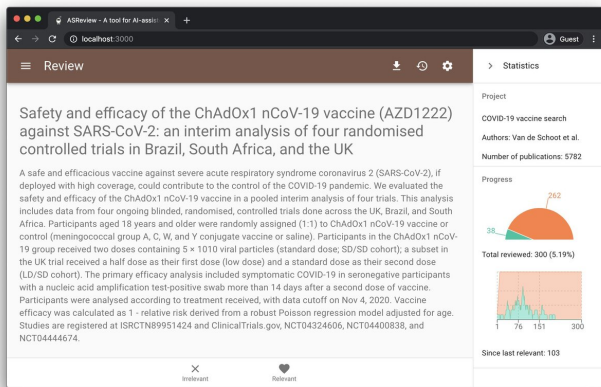 ASReview - A tool for AI-assist
localhost:3000
Guest
Review
Statistics
Safety and efficacy of the ChAdOx1 nCoV-19 vaccine (AZD1222)
against SARS-CoV-2: an interim analysis of four randomised
controlled trials in Brazil, South Africa, and the UK
A safe and efficacious vaccine against severe acute respiratory syndrome coronavirus 2 (SARS-CoV-2), if
deployed with high coverage, could contribute to the control of the COVID-19 pandemic. We evaluated the
safety and efficacy of the ChAdOx1 nCoV-19 vaccine in a pooled interim analysis of four trials. This analysis
includes data from four ongoing blinded, randomised, controlled trials done across the UK, Brazil, and South
Africa. Participants aged 18 years and older were randomly assigned (1:1) to ChAdOx1 nCoV-19 vaccine or
control (meningococcal group A, C, W, and Y conjugate vaccine or saline). Participants in the ChAdOx1 nCoV-
19 group received two doses containing 5 × 1010 viral particles (standard dose; SD/SD cohort); a subset in
the UK trial received a half dose as their first dose (low dose) and a standard dose as their second dose
(LD/SD cohort). The primary efficacy analysis included symptomatic COVID-19 in seronegative participants
with a nucleic acid amplification test-positive swab more than 14 days after a second dose of vaccine.
Participants were analysed according to treatment received, with data cutoff on Nov 4, 2020. Vaccine
efficacy was calculated as 1 - relative risk derived from a robust Poisson regression model adjusted for age.
Studies are registered at ISRCTN89951424 and ClinicalTrials.gov, NCT04324606, NCT04400838, and
NCT04444674.
Irrelevant
Relevant
Project
COVID-19 vaccine search
Authors: Van de Schoot et al.
Number of publications: 5782
Progress
262
38
Total reviewed: 300 (5.19%)
1 76 151 300
Since last relevant: 103